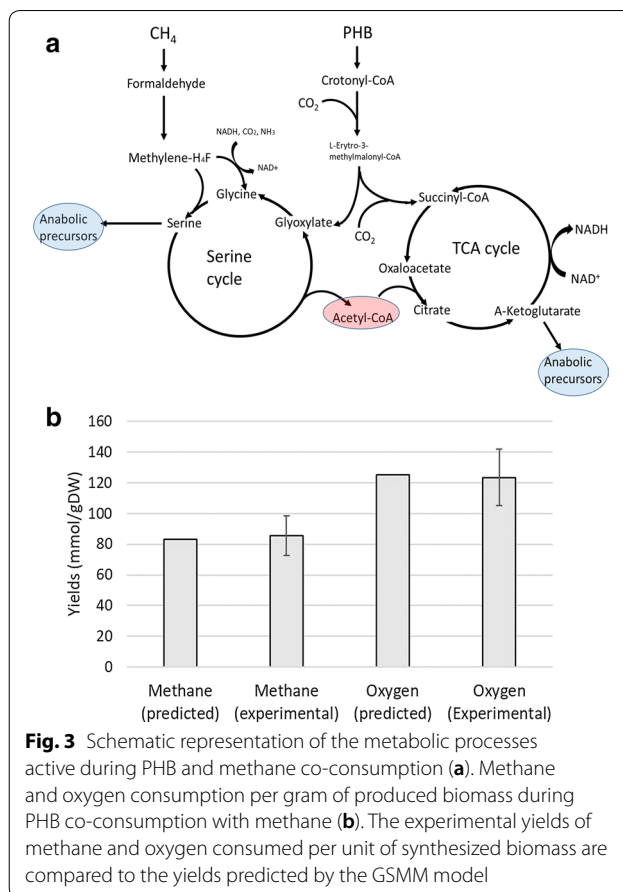 a
CH₄
PHB
Formaldehyde
Crotonyl-CoA
CO₂
NADH, CO₂, NH₃
L-Erytro-3-
methylmalonyl-CoA
Methylene-H₄F
NAD+
Glycine
Succinyl-CoA
Anabolic
precursors
Serine
Glyoxylate
CO₂
NADH
Serine
cycle
TCA cycle
Oxaloacetate
NAD⁺
Acetyl-CoA
Citrate
A-Ketoglutarate
Anabolic
precursors
b
160
140
120
100
80
60
40
20
0
Yields (mmol/gDW)
Methane
(predicted)
Methane
(experimental)
Oxygen
(predicted)
Oxygen
(Experimental)
Fig. 3 Schematic representation of the metabolic processes
active during PHB and methane co-consumption (a). Methane
and oxygen consumption per gram of produced biomass during
PHB co-consumption with methane (b). The experimental yields of
methane and oxygen consumed per unit of synthesized biomass are
compared to the yields predicted by the GSMM model